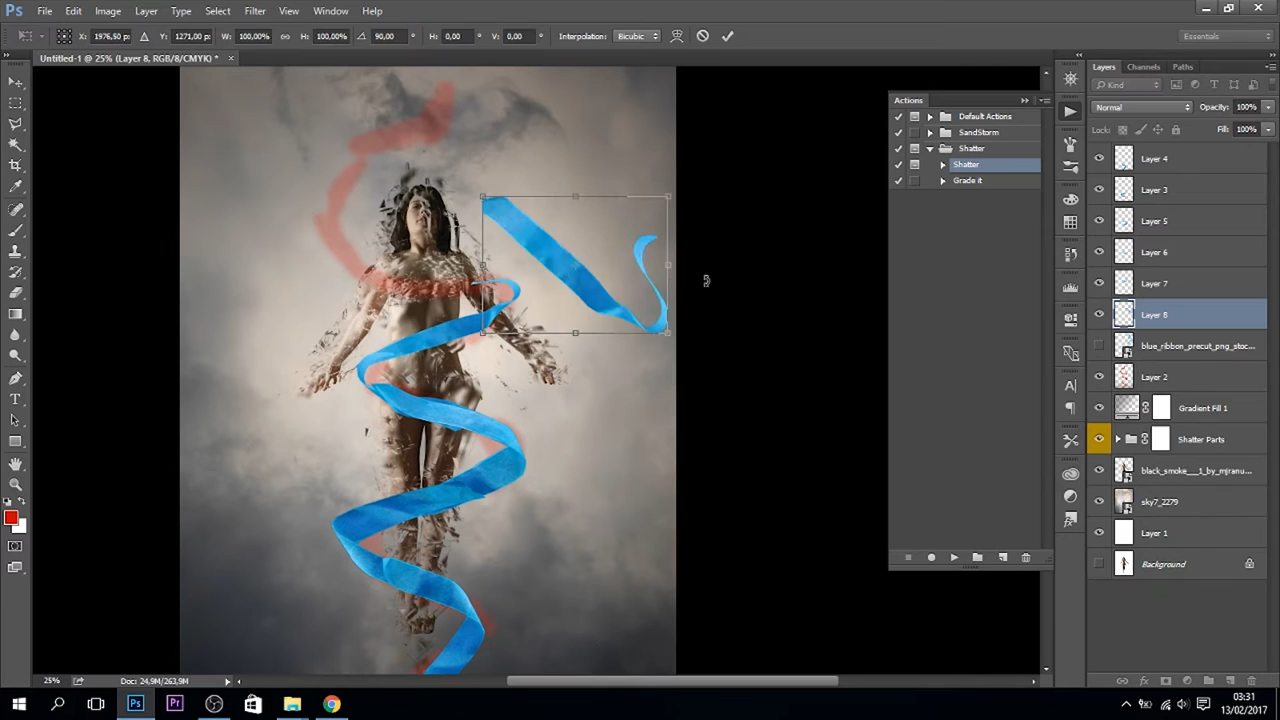 Ps File Edit Image Layer Type Select Filter View Window Help
X: 1976,50 p: Y: 1271,00 p: W: 100,00% H: 100,00% 90,00 ° H: 0,00 ° V: 0,00 ° Interpolation: Bicubic Essentials
Untitled-1 @ 25% (Layer 8, RGB/8/CMYK) * ×
Layers Channels Paths
Kind
Normal Opacity: 100%
Lock: Fill: 100%
Actions
Default Actions
SandStorm
Shatter
Shatter
Grade it
Layer 4
Layer 3
Layer 5
Layer 6
Layer 7
Layer 8
blue_ribbon_precut_png_stoc...
Layer 2
Gradient Fill 1
Shatter Parts
black_smoke___1_by_mjranu...
sky7_2279
Layer 1
Background
25% Doc: 24,9M/263,9M
Ps Pr
03:31
13/02/2017